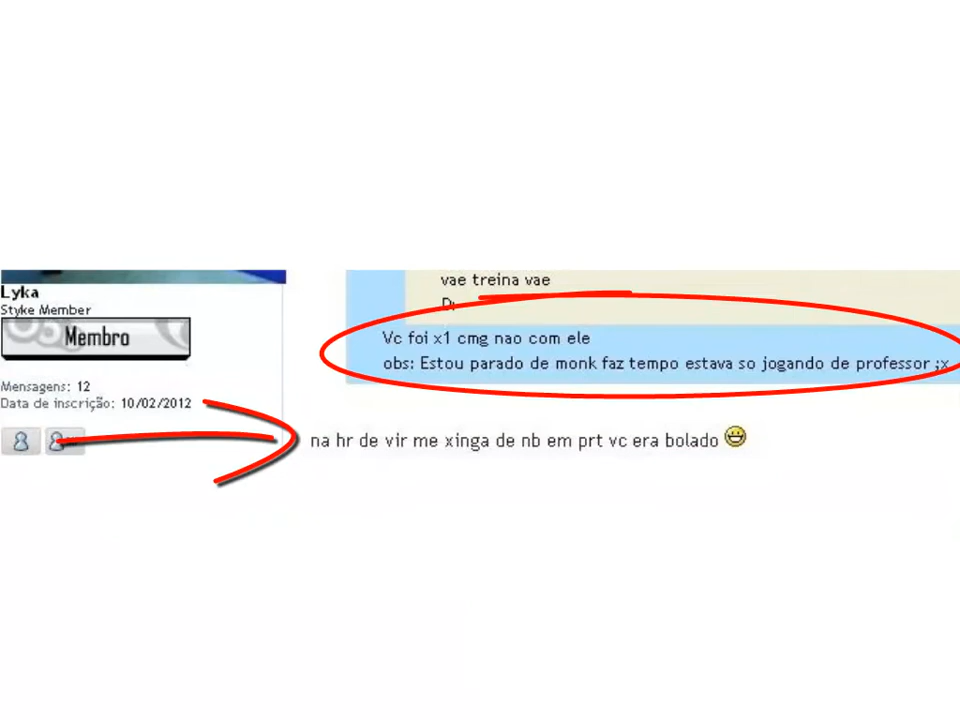 Lyka
Styke Member
Membro
Mensagens: 12
Data de inscrição: 10/02/2012
vae treina vae
D;
Vc foi x1 cmg nao com ele
obs: Estou parado de monk faz tempo estava so jogando de professor ;x
na hr de vir me xinga de nb em prt vc era bolado